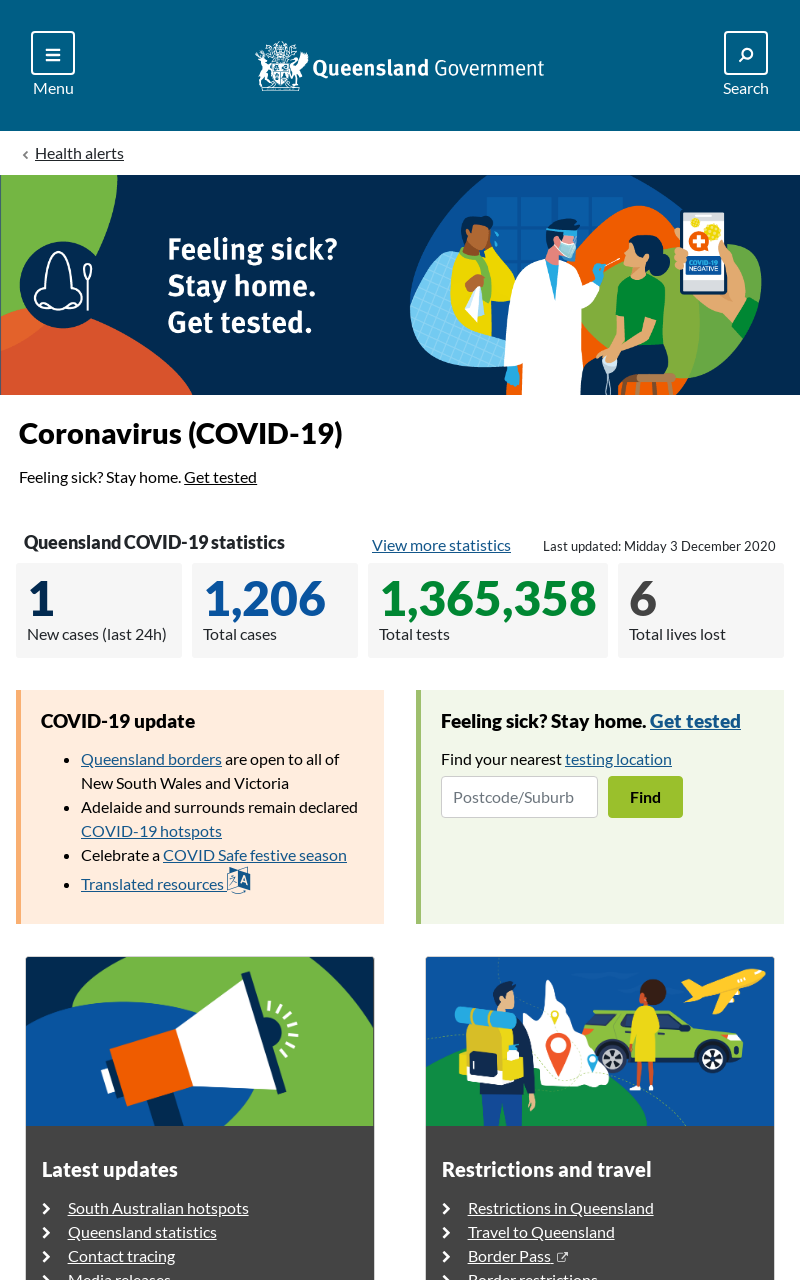 Menu
Queensland Government
Search
Health alerts
Feeling sick?
Stay home.
Get tested.
COVID-19
NEGATIVE
Coronavirus (COVID-19)
Feeling sick? Stay home. Get tested
Queensland COVID-19 statistics
View more statistics
Last updated: Midday 3 December 2020
1
New cases (last 24h)
1,206
Total cases
1,365,358
Total tests
6
Total lives lost
COVID-19 update
Queensland borders are open to all of
New South Wales and Victoria
Adelaide and surrounds remain declared
COVID-19 hotspots
Celebrate a COVID Safe festive season
Translated resources
Feeling sick? Stay home. Get tested
Find your nearest testing location
Postcode/Suburb
Find
Latest updates
South Australian hotspots
Queensland statistics
Contact tracing
Media releases
Restrictions and travel
Restrictions in Queensland
Travel to Queensland
Border Pass
Border restrictions